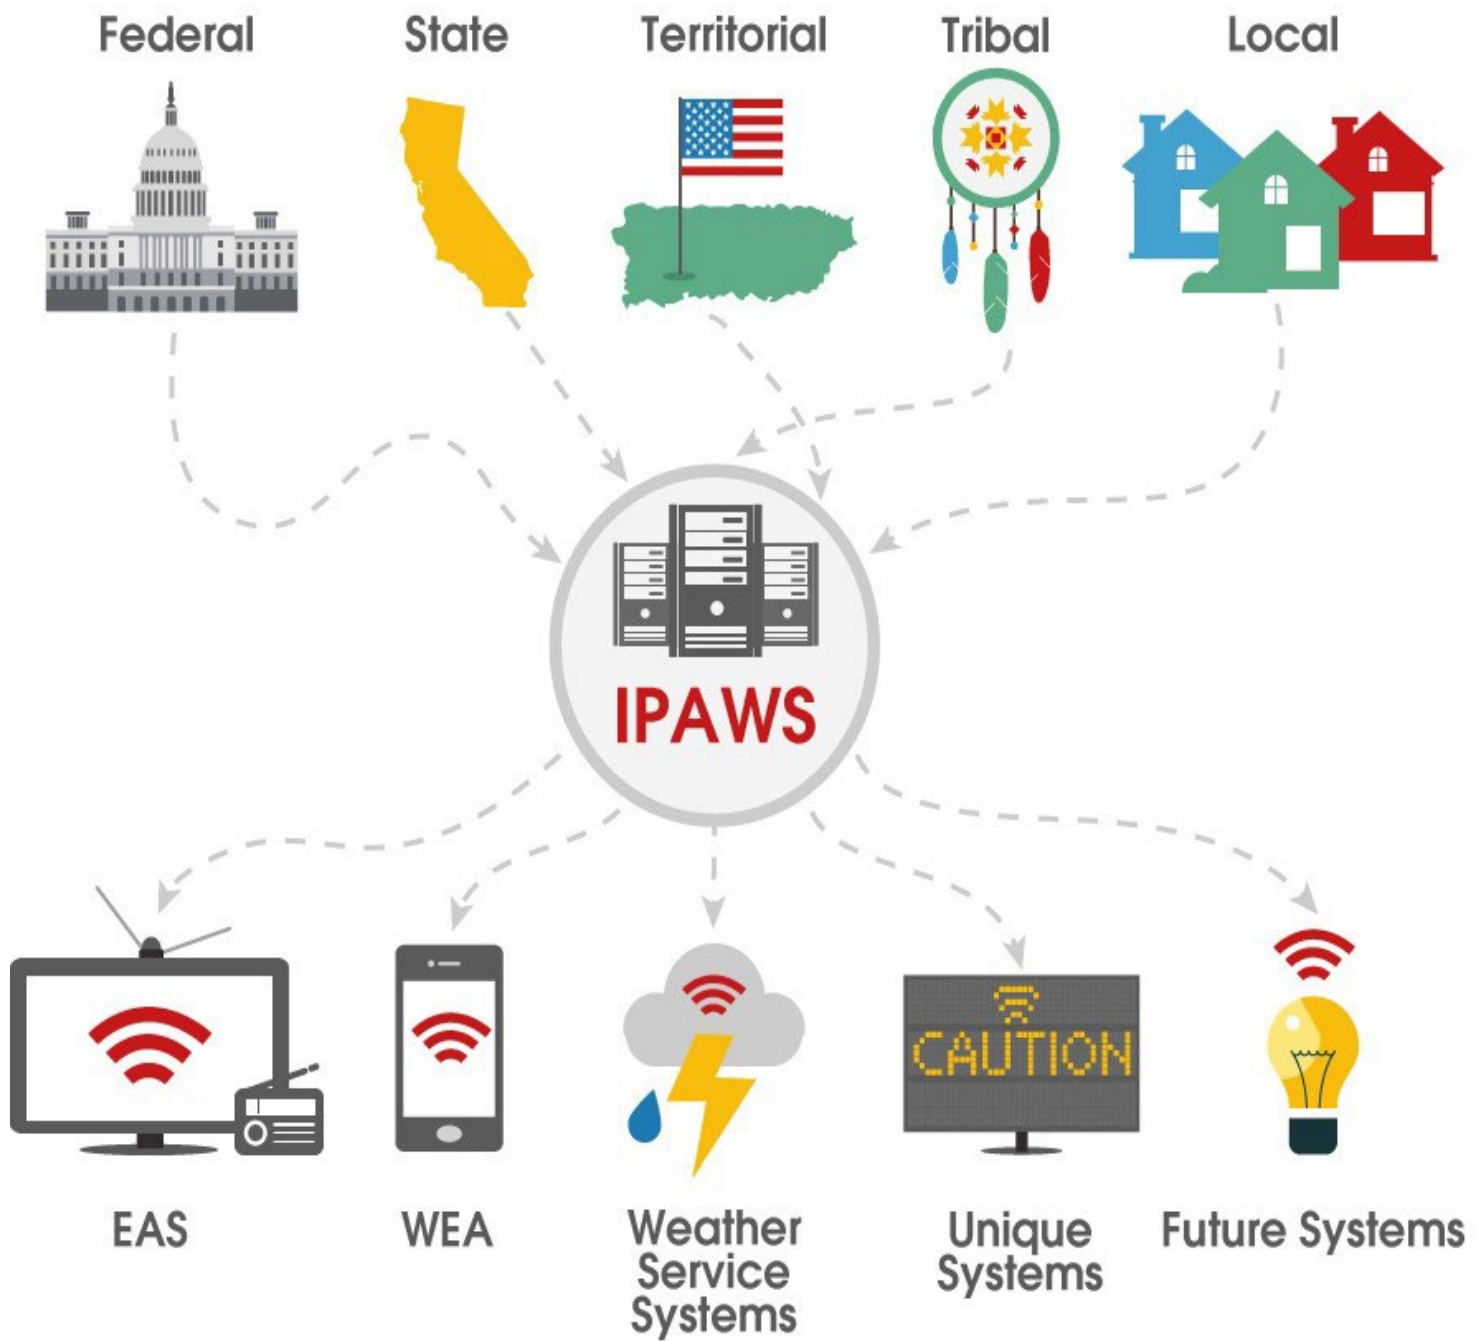 Federal
State
Territorial
Tribal
Local
IPAWS
CAUTION
EAS
WEA
Weather
Service
Systems
Unique
Systems
Future Systems